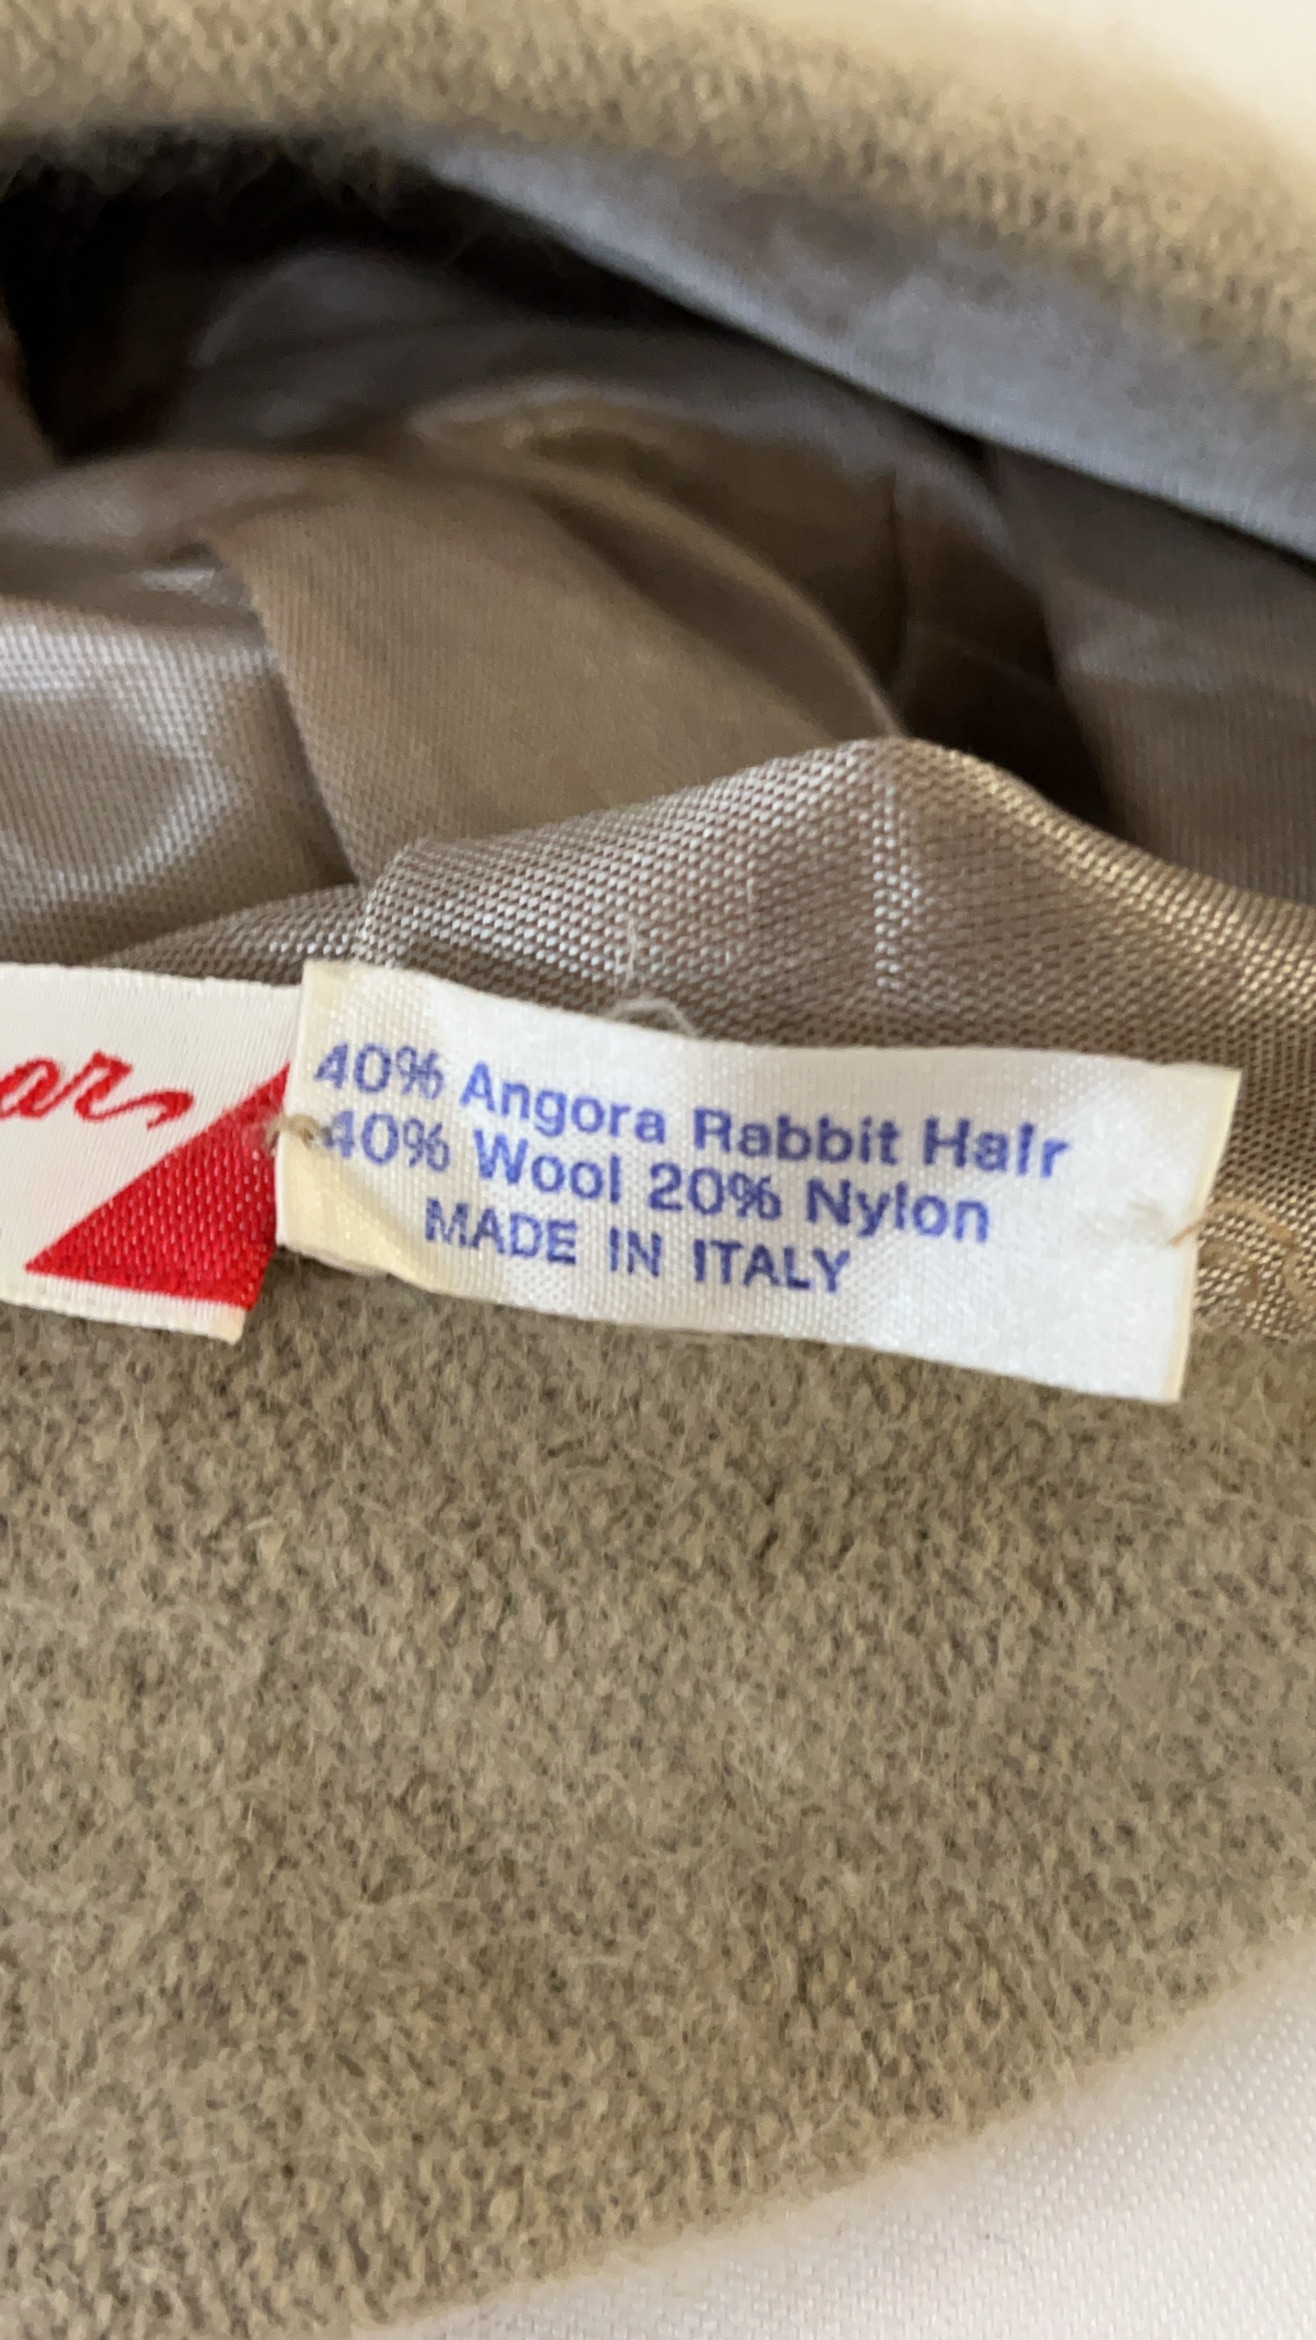 40% Angora Rabbit Hair
40% Wool 20% Nylon
MADE IN ITALY